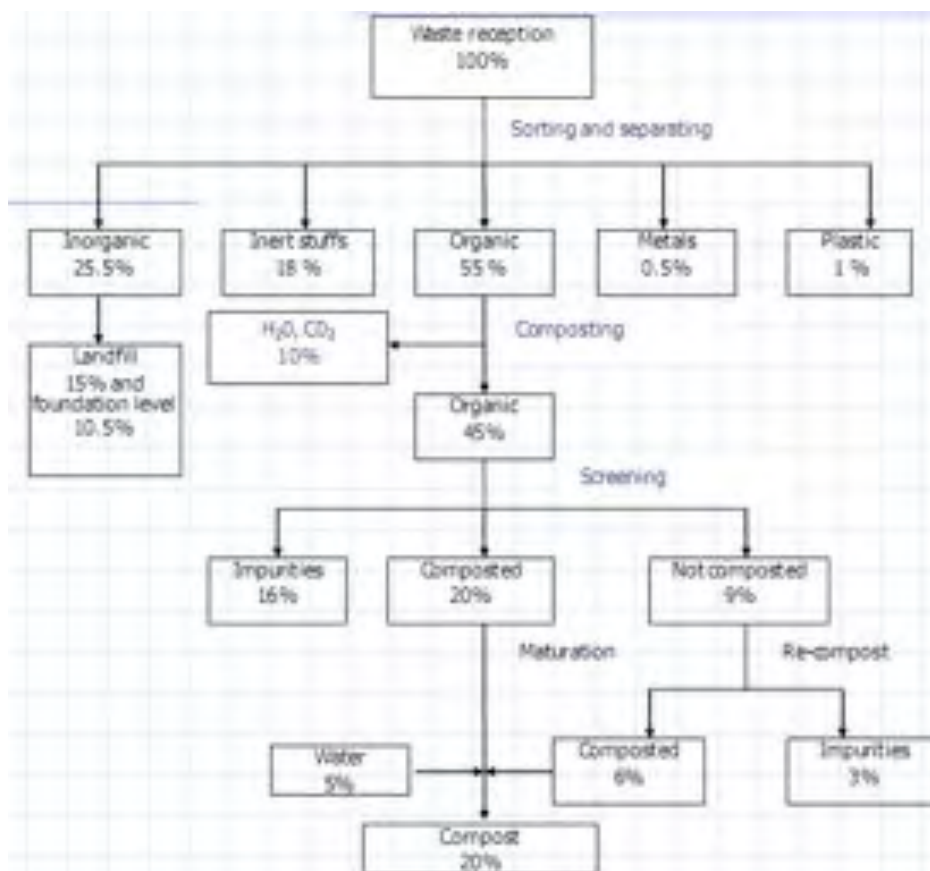 Waste reception
100%
Sorting and separating
Inorganic
25.5%
Inert stuffs
18 %
Organic
55 %
Metals
0.5%
Plastic
1 %
H₂O, CO₂
10%
Composting
Landfill
15% and
foundation level
10.5%
Organic
45%
Screening
Impurities
16%
Composted
20%
Not composted
9%
Maturation
Re-compost
Water
5%
Composted
6%
Impurities
3%
Compost
20%